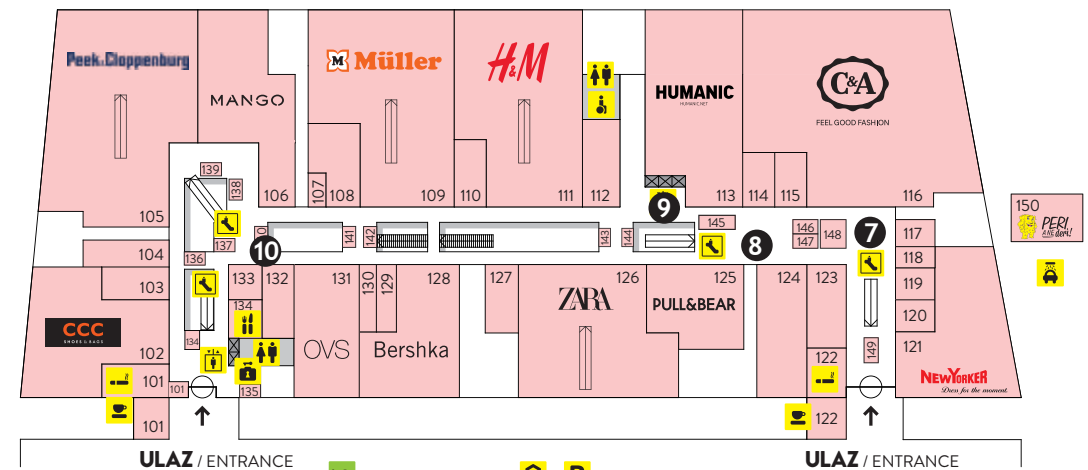 Peek&Cloppenburg
MANGO
M Müller
H&M
HUMANIC
HUMANIC.NET
C&A
FEEL GOOD FASHION
139
138
105
106
107
108
109
110
111
112
113
114
115
116
150
PERI
ANĐderi!
137
10
141
142
143
144
9
145
8
146
147
148
7
117
104
136
118
103
133
132
131
130
129
128
127
126
125
124
123
119
CCC
SHOES & BAGS
134
ZARA
PULL&BEAR
120
102
134
OVS
Bershka
149
121
101
101
135
122
NEWYORKER
Dress for the moment.
101
122
ULAZ / ENTRANCE
ULAZ / ENTRANCE